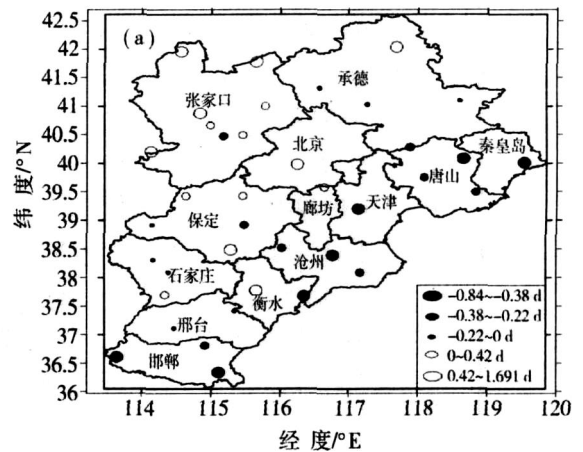 (a)
42.5
42
41.5
41
40.5
40
39.5
39
38.5
38
37.5
37
36.5
36
纬 度/°N
承德
张家口
北京
秦皇岛
唐山
廊坊
天津
保定
沧州
石家庄
衡水
邢台
邯郸
-0.84~-0.38 d
-0.38~-0.22 d
-0.22~0 d
0~0.42 d
0.42~1.691 d
114 115 116 117 118 119 120
经 度/°E